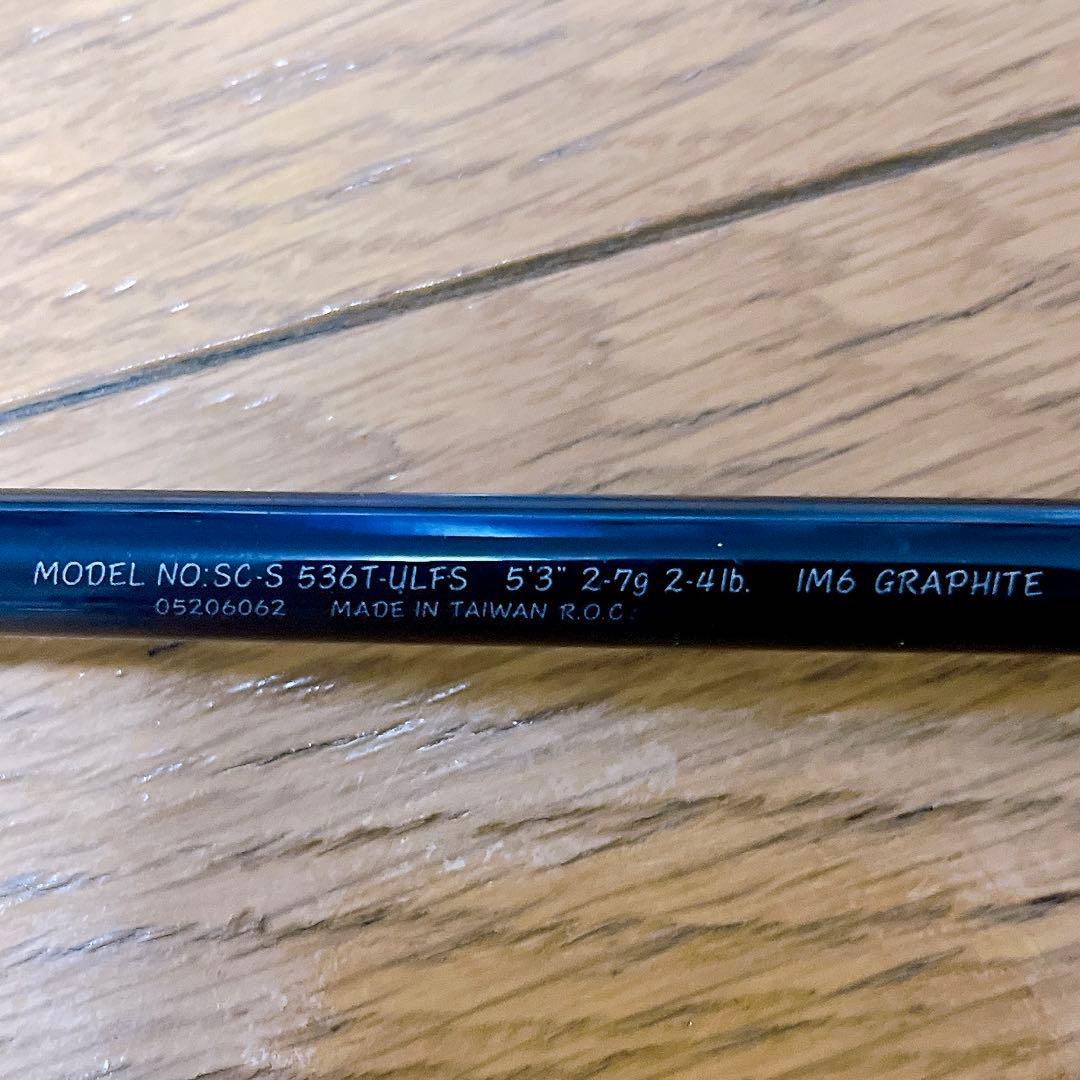 MODEL NO:SC-S 536T-ULFS 5'3" 2-7g 2-4lb. IM6 GRAPHITE
05206062 MADE IN TAIWAN R.O.C.